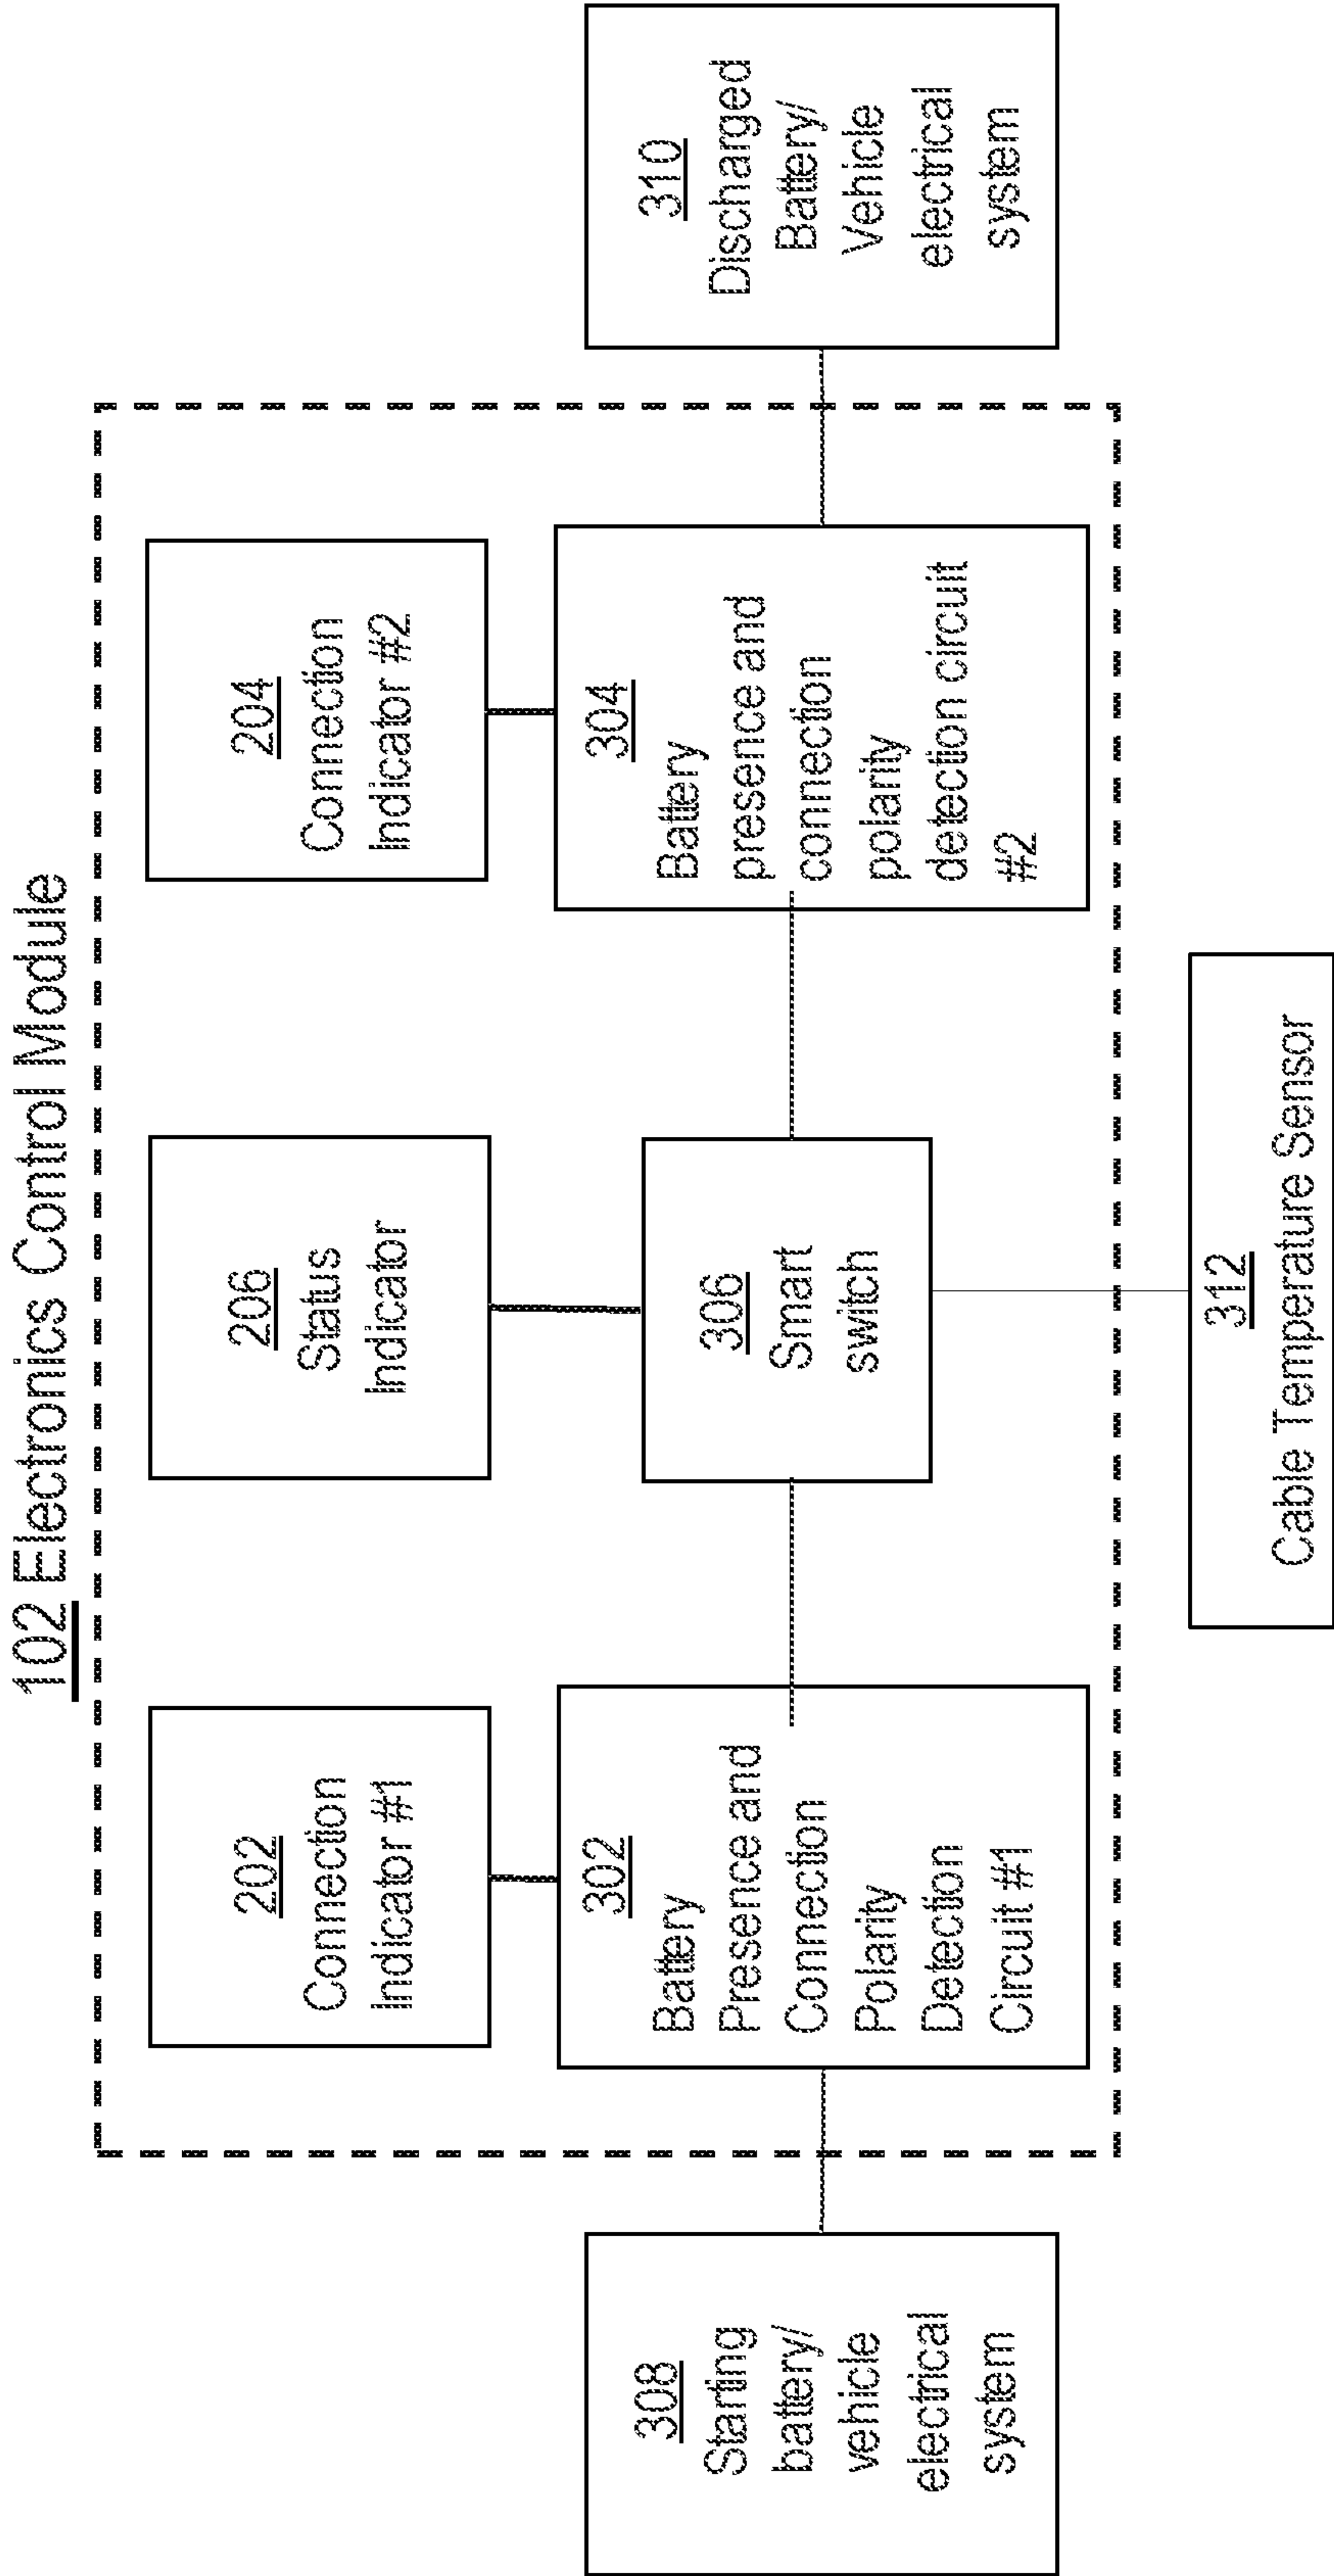 102 Electronics Control Module
202
Connection
Indicator #1
206
Status
Indicator
204
Connection
Indicator #2
308
Starting
battery/
vehicle
electrical
system
302
Battery
Presence and
Connection
Polarity
Detection
Circuit #1
306
Smart
switch
304
Battery
presence and
connection
polarity
detection circuit
#2
310
Discharged
Battery/
Vehicle
electrical
system
312
Cable Temperature Sensor